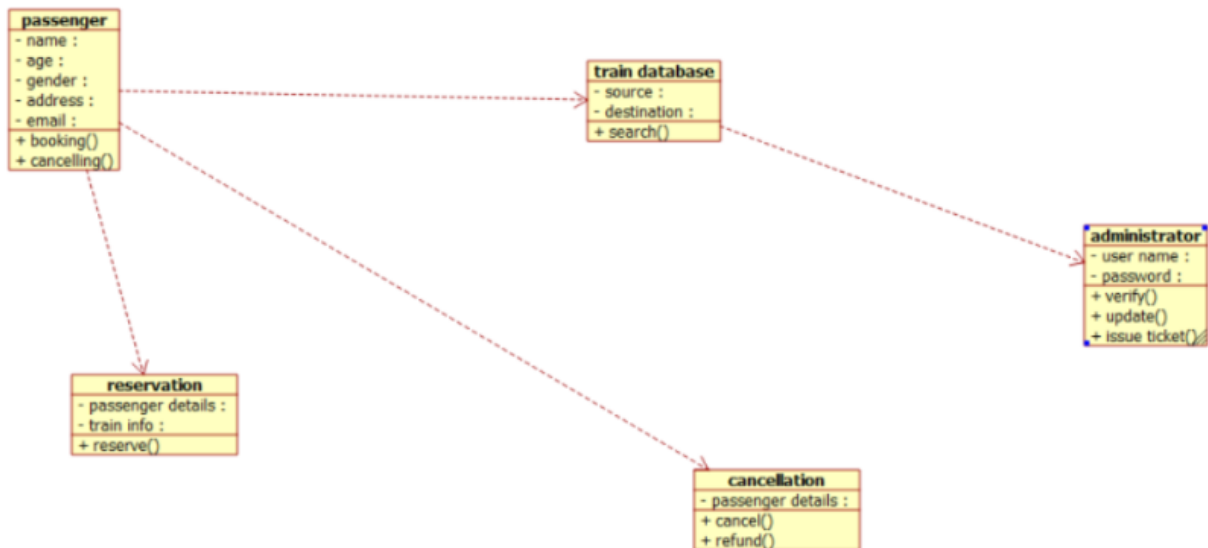 passenger
- name :
- age :
- gender :
- address :
- email :
+ booking()
+ cancelling()
train database
- source :
- destination :
+ search()
administrator
- user name :
- password :
+ verify()
+ update()
+ issue ticket()
reservation
- passenger details :
- train info :
+ reserve()
cancellation
- passenger details :
+ cancel()
+ refund()